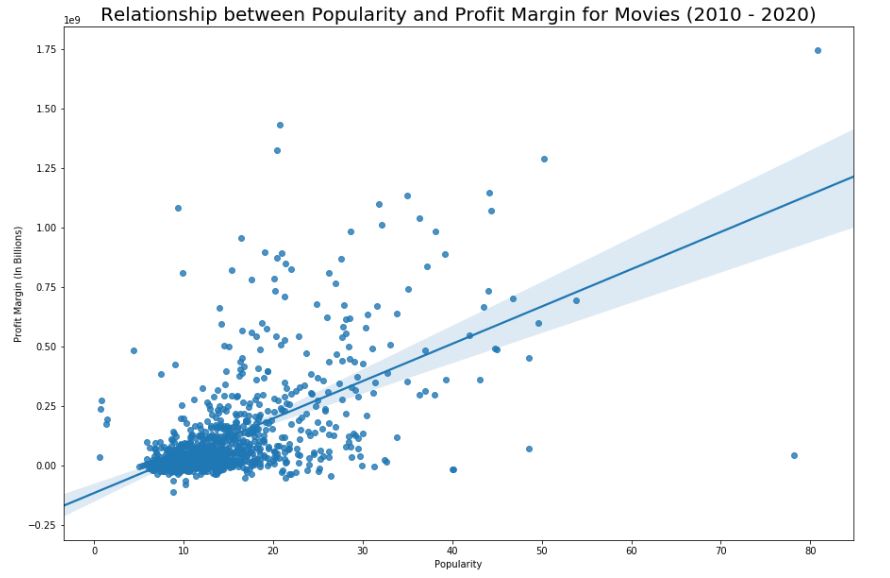 Relationship between Popularity and Profit Margin for Movies (2010 - 2020)
1e9
1.75
1.50
1.25
1.00
0.75
0.50
0.25
0.00
−0.25
Profit Margin (In Billions)
0 10 20 30 40 50 60 70 80
Popularity